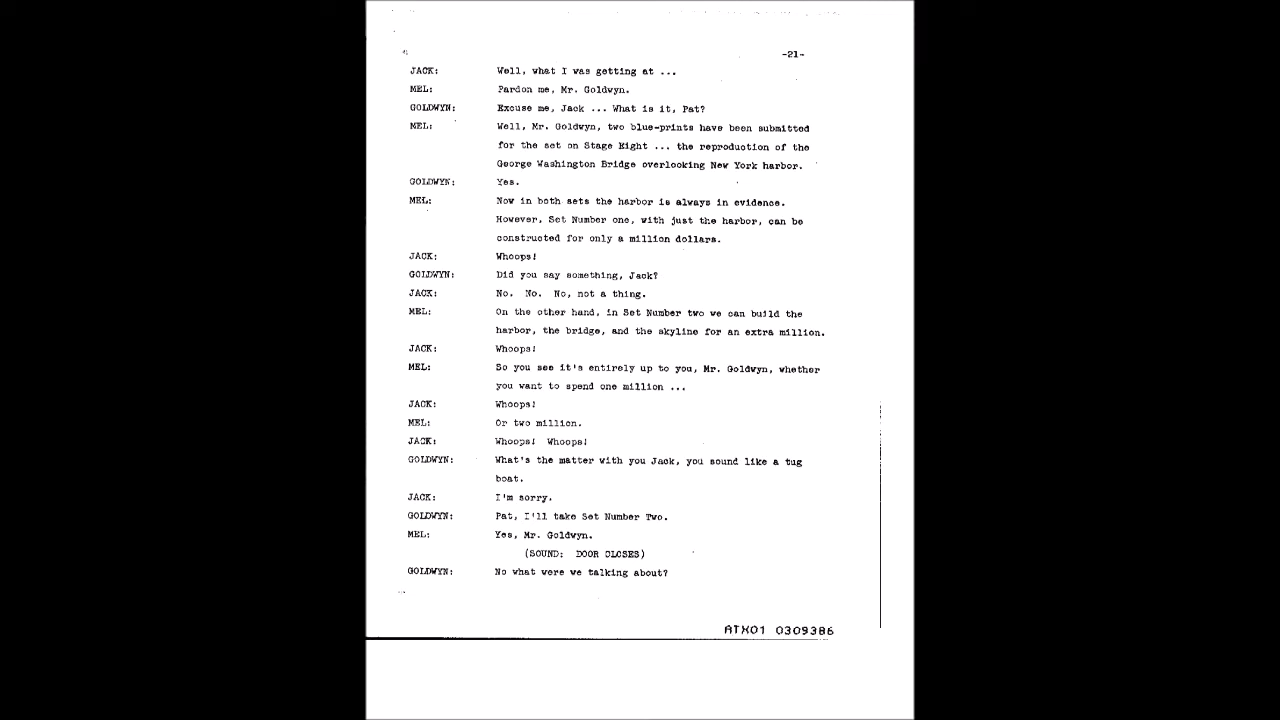 -21-
JACK: Well, what I was getting at ...
MEL: Pardon me, Mr. Goldwyn.
GOLDWYN: Excuse me, Jack ... What is it, Pat?
MEL: Well, Mr. Goldwyn, two blue-prints have been submitted
for the set on Stage Eight ... the reproduction of the
George Washington Bridge overlooking New York harbor.
GOLDWYN: Yes.
MEL: Now in both sets the harbor is always in evidence.
However, Set Number one, with just the harbor, can be
constructed for only a million dollars.
JACK: Whoops!
GOLDWYN: Did you say something, Jack?
JACK: No. No. No, not a thing.
MEL: On the other hand, in Set Number two we can build the
harbor, the bridge, and the skyline for an extra million.
JACK: Whoops!
MEL: So you see it's entirely up to you, Mr. Goldwyn, whether
you want to spend one million ...
JACK: Whoops!
MEL: Or two million.
JACK: Whoops! Whoops!
GOLDWYN: What's the matter with you Jack, you sound like a tug
boat.
JACK: I'm sorry.
GOLDWYN: Pat, I'll take Set Number Two.
MEL: Yes, Mr. Goldwyn.
(SOUND: DOOR CLOSES)
GOLDWYN: No what were we talking about?
ATX01 0309386